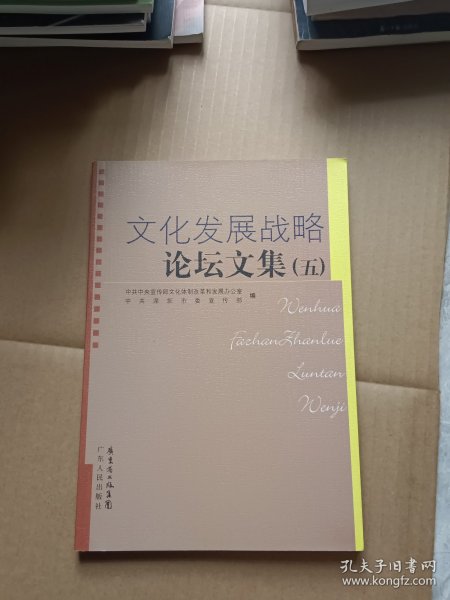 文化发展战略
论坛文集(五)
中共中央宣传部文化体制改革和发展办公室
中共深圳市委宣传部
编
Wenhua
FazhanZhanlue
Luntan
Wenji
广东省出版集团
广东人民出版社
孔夫子旧书网
www.kongfz.com